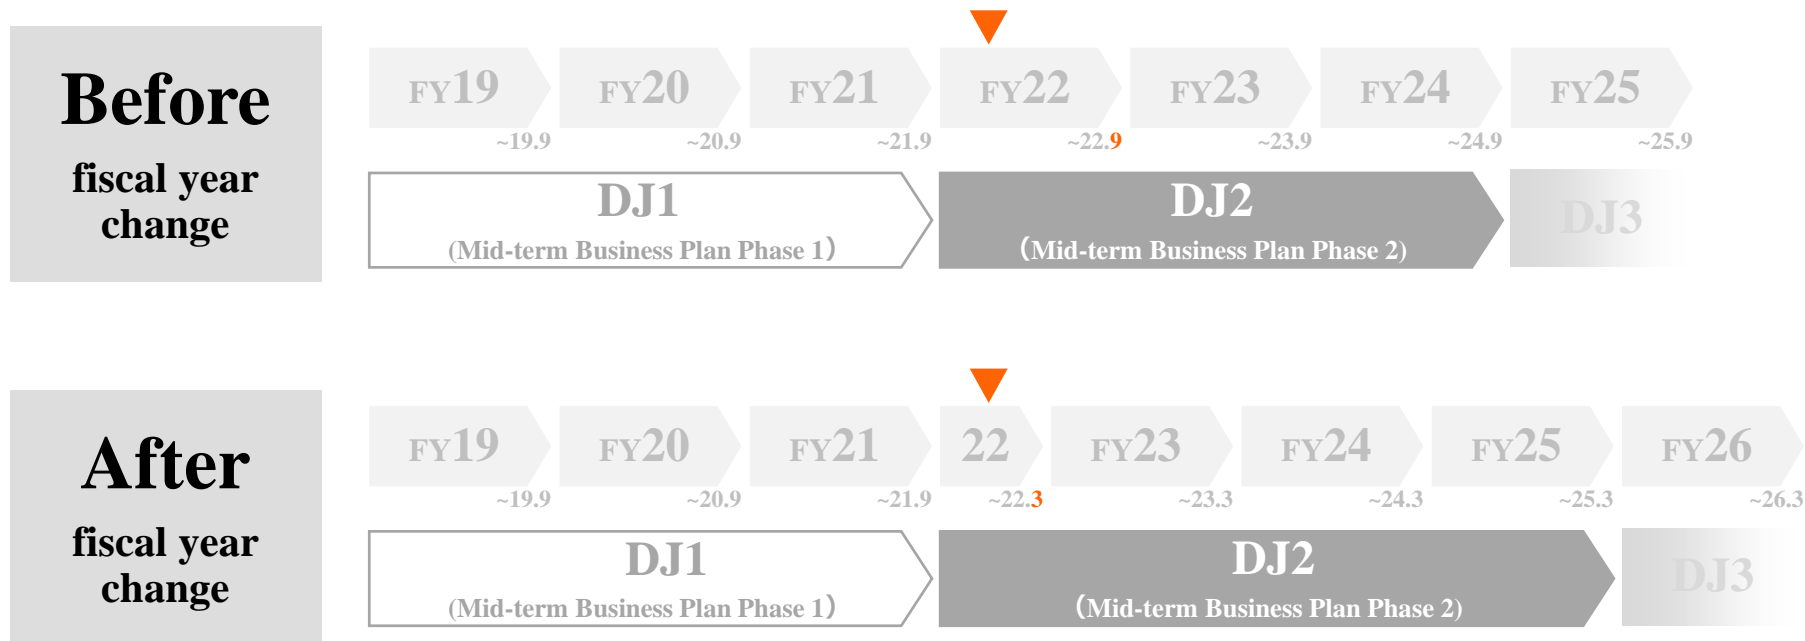 Before
fiscal year
change
FY19 FY20 FY21 FY22 FY23 FY24 FY25
~19.9 ~20.9 ~21.9 ~22.9 ~23.9 ~24.9 ~25.9
DJ1 DJ2 DJ3
(Mid-term Business Plan Phase 1) (Mid-term Business Plan Phase 2)
After
fiscal year
change
FY19 FY20 FY21 22 FY23 FY24 FY25 FY26
~19.9 ~20.9 ~21.9 ~22.3 ~23.3 ~24.3 ~25.3 ~26.3
DJ1 DJ2 DJ3
(Mid-term Business Plan Phase 1) (Mid-term Business Plan Phase 2)